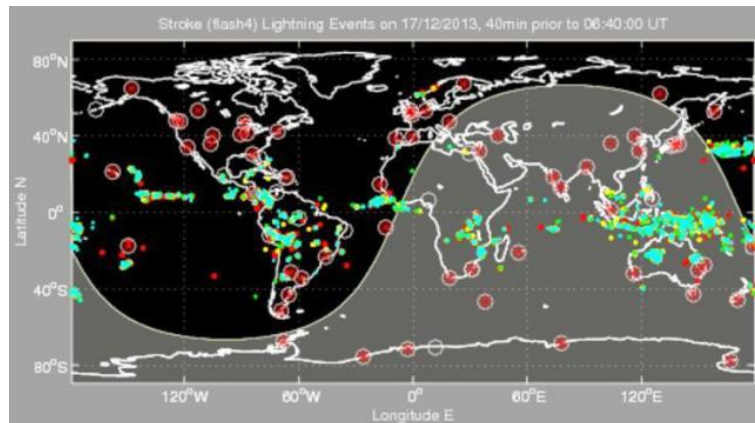 Stroke (flash4) Lightning Events on 17/12/2013, 40min prior to 06:40:00 UT
80°N
40°N
0°
40°S
80°S
Latitude N
120°W
60°W
0°E
60°E
120°E
Longitude E